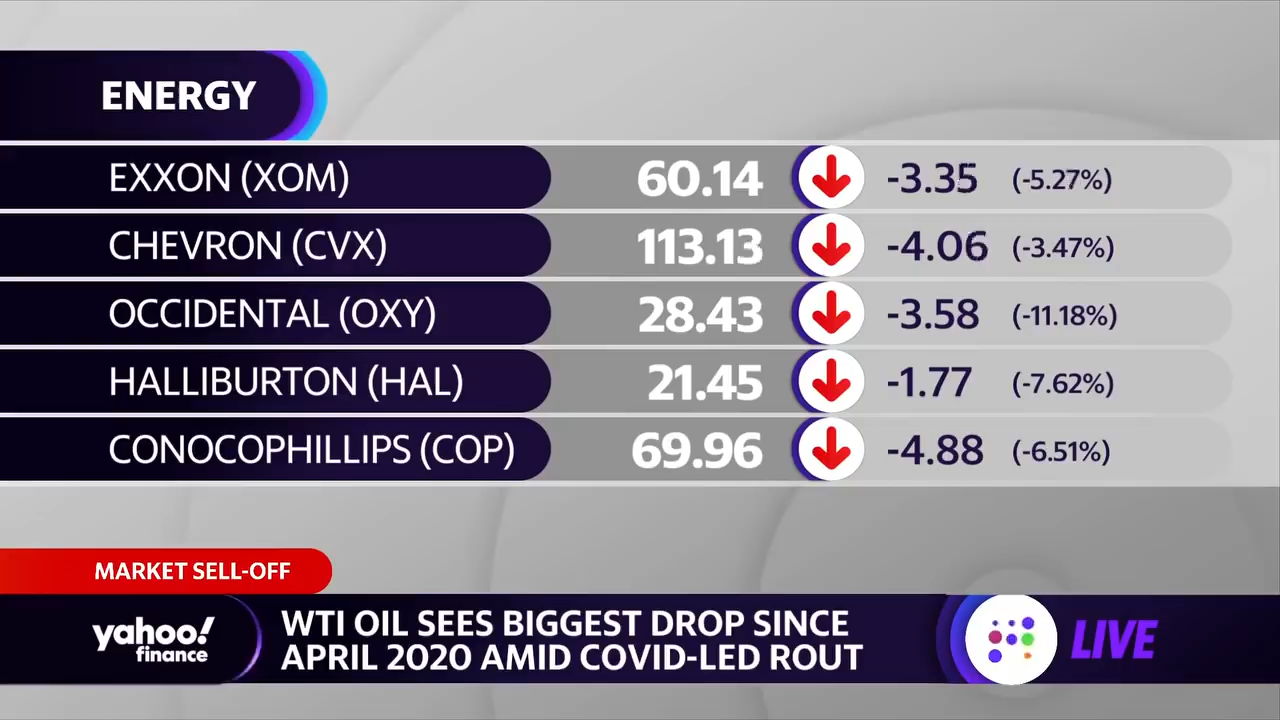 ENERGY
EXXON (XOM) 60.14 -3.35 (-5.27%)
CHEVRON (CVX) 113.13 -4.06 (-3.47%)
OCCIDENTAL (OXY) 28.43 -3.58 (-11.18%)
HALLIBURTON (HAL) 21.45 -1.77 (-7.62%)
CONOCOPHILLIPS (COP) 69.96 -4.88 (-6.51%)
MARKET SELL-OFF
yahoo!
finance
WTI OIL SEES BIGGEST DROP SINCE
APRIL 2020 AMID COVID-LED ROUT
LIVE